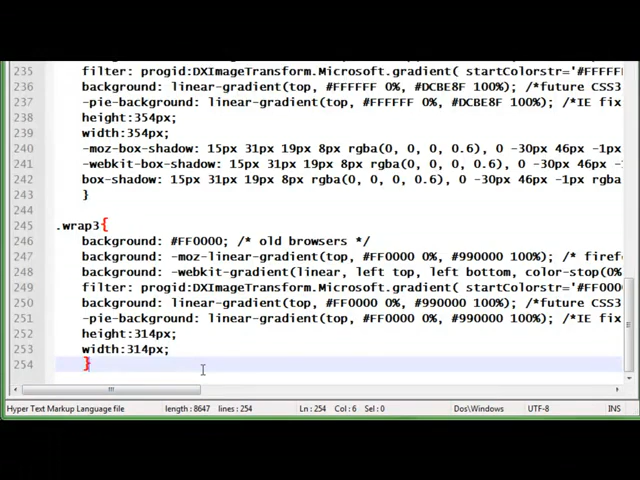 235 filter: progid:DXImageTransform.Microsoft.gradient( startColorstr='#FFFFFF
236 background: linear-gradient(top, #FFFFFF 0%, #DCBE8F 100%); /*future CSS3
237 -pie-background: linear-gradient(top, #FFFFFF 0%, #DCBE8F 100%); /*IE fix
238 height:354px;
239 width:354px;
240 -moz-box-shadow: 15px 31px 19px 8px rgba(0, 0, 0, 0.6), 0 -30px 46px -1px
241 -webkit-box-shadow: 15px 31px 19px 8px rgba(0, 0, 0, 0.6), 0 -30px 46px
242 box-shadow: 15px 31px 19px 8px rgba(0, 0, 0, 0.6), 0 -30px 46px -1px rgba
243 }
244
245 .wrap3{
246 background: #FF0000; /* old browsers */
247 background: -moz-linear-gradient(top, #FF0000 0%, #990000 100%); /* firef
248 background: -webkit-gradient(linear, left top, left bottom, color-stop(0%
249 filter: progid:DXImageTransform.Microsoft.gradient( startColorstr='#FF000
250 background: linear-gradient(top, #FF0000 0%, #990000 100%); /*future CSS3
251 -pie-background: linear-gradient(top, #FF0000 0%, #990000 100%); /*IE fix
252 height:314px;
253 width:314px;
254 }
Hyper Text Markup Language file length : 8647 lines : 254 Ln : 254 Col : 6 Sel : 0 Dos\Windows UTF-8 INS